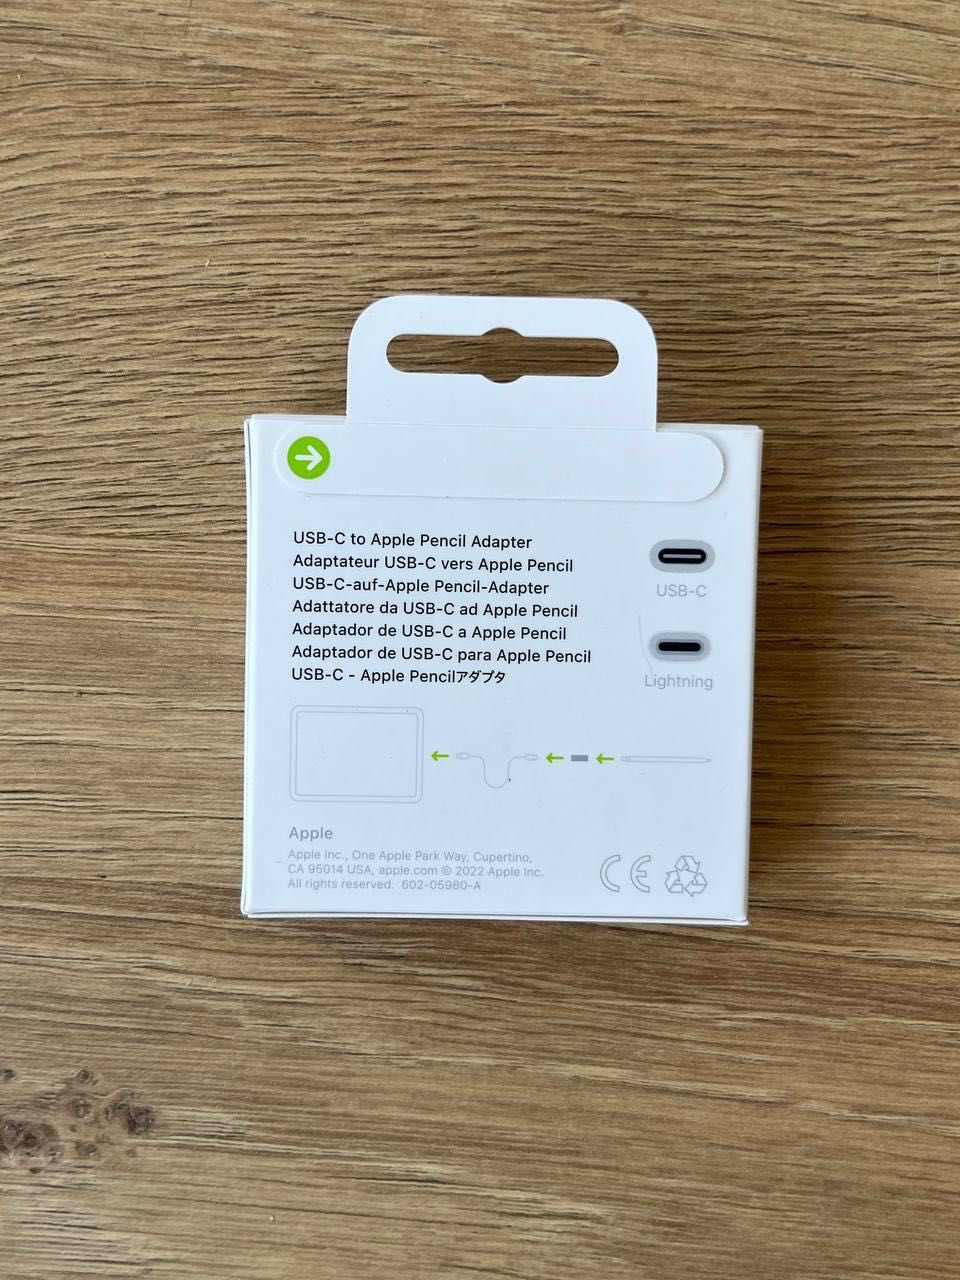 USB-C to Apple Pencil Adapter
Adaptateur USB-C vers Apple Pencil
USB-C-auf-Apple Pencil-Adapter
Adattatore da USB-C ad Apple Pencil
Adaptador de USB-C a Apple Pencil
Adaptador de USB-C para Apple Pencil
USB-C - Apple Pencilアダプタ
USB-C
Lightning
Apple
Apple Inc., One Apple Park Way, Cupertino,
CA 95014 USA, apple.com © 2022 Apple Inc.
All rights reserved. 602-05980-A
CE